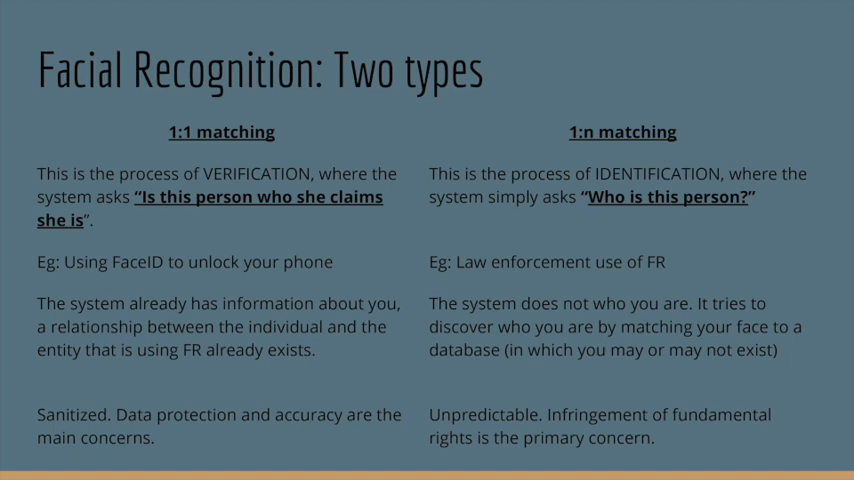 Facial Recognition: Two types
1:1 matching
This is the process of VERIFICATION, where the
system asks “Is this person who she claims
she is”.
Eg: Using FaceID to unlock your phone
The system already has information about you,
a relationship between the individual and the
entity that is using FR already exists.
Sanitized. Data protection and accuracy are the
main concerns.
1:n matching
This is the process of IDENTIFICATION, where the
system simply asks “Who is this person?”
Eg: Law enforcement use of FR
The system does not who you are. It tries to
discover who you are by matching your face to a
database (in which you may or may not exist)
Unpredictable. Infringement of fundamental
rights is the primary concern.